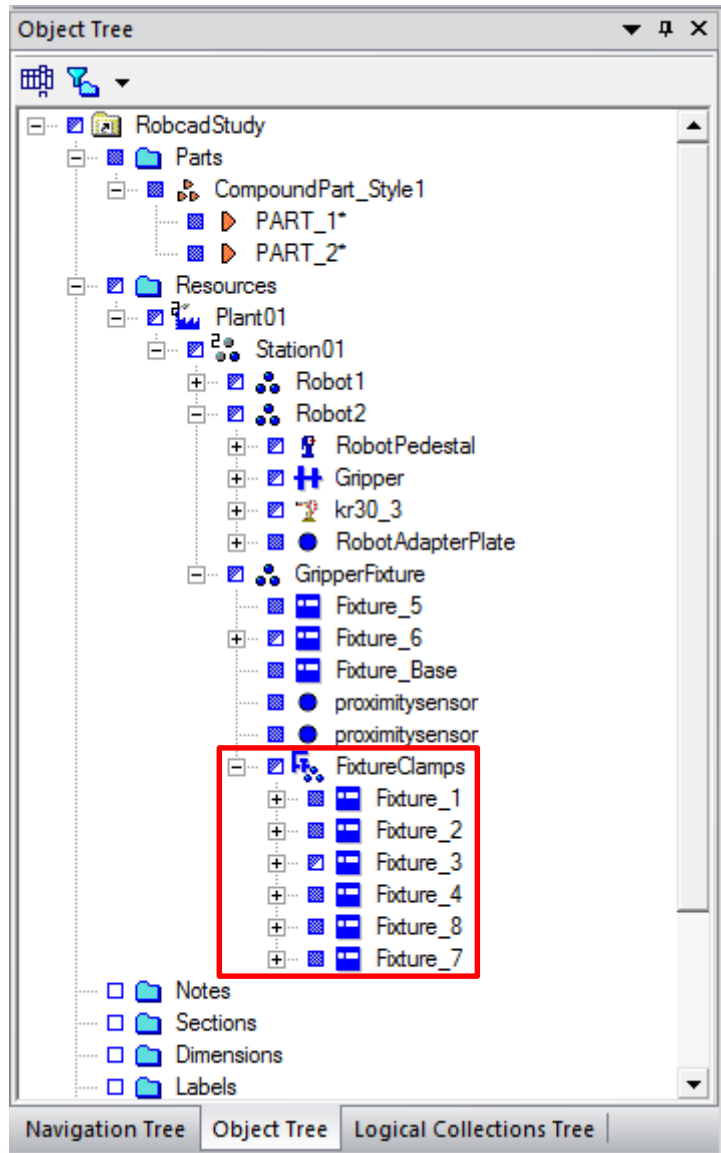 Object Tree
RobcadStudy
Parts
CompoundPart_Style1
PART_1*
PART_2*
Resources
Plant01
Station01
Robot1
Robot2
RobotPedestal
Gripper
kr30_3
RobotAdapterPlate
GripperFixture
Fixture_5
Fixture_6
Fixture_Base
proximitysensor
proximitysensor
FixtureClamps
Fixture_1
Fixture_2
Fixture_3
Fixture_4
Fixture_8
Fixture_7
Notes
Sections
Dimensions
Labels
Navigation Tree Object Tree Logical Collections Tree